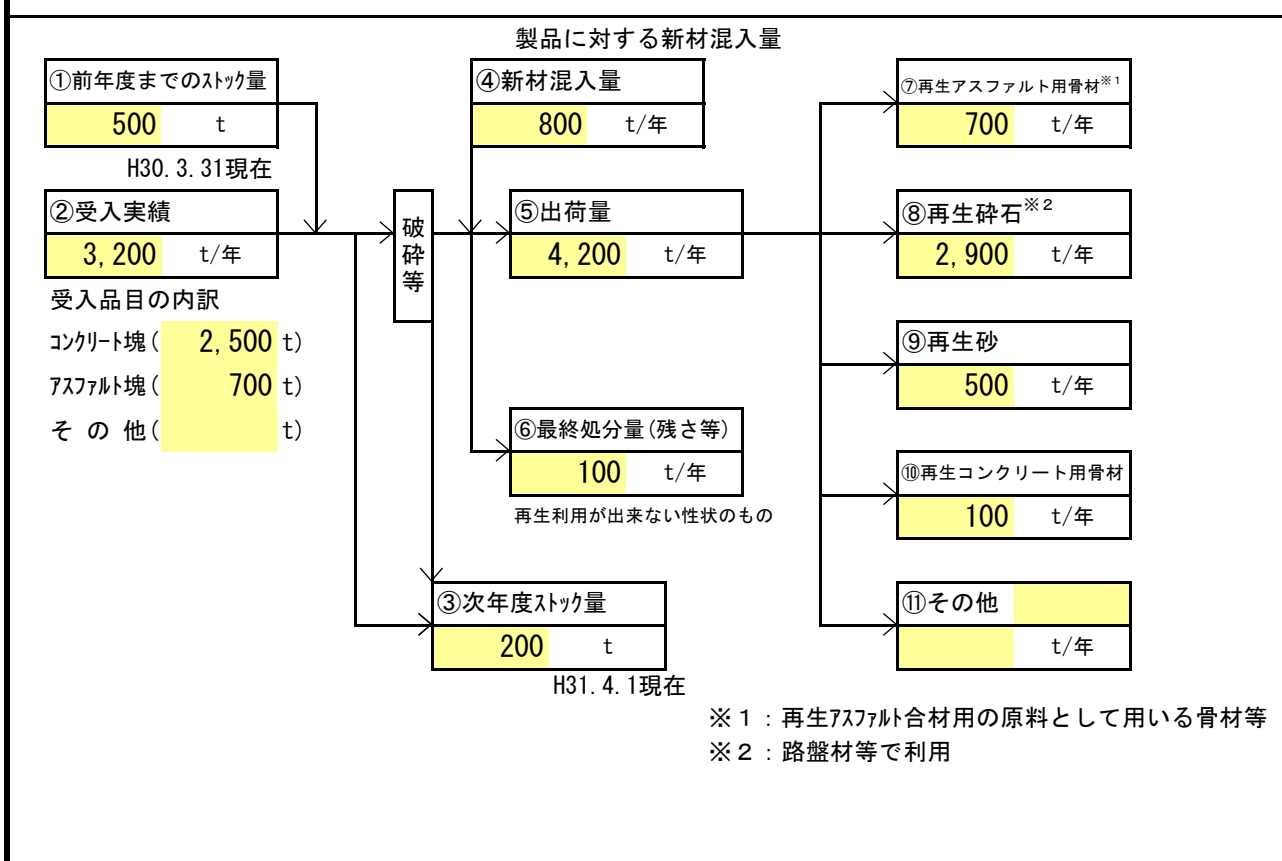 製品に対する新材混入量
①前年度までのｽﾄｯｸ量
500 t
H30.3.31現在
②受入実績
3,200 t/年
受入品目の内訳
ｺﾝｸﾘｰﾄ塊( 2,500 t)
ｱｽﾌｧﾙﾄ塊( 700 t)
そ の 他( t)
破砕等
④新材混入量
800 t/年
⑤出荷量
4,200 t/年
⑥最終処分量(残さ等)
100 t/年
再生利用が出来ない性状のもの
③次年度ｽﾄｯｸ量
200 t
H31.4.1現在
⑦再生アスファルト用骨材※1
700 t/年
⑧再生砕石※2
2,900 t/年
⑨再生砂
500 t/年
⑩再生コンクリート用骨材
100 t/年
⑪その他
t/年
※１：再生ｱｽﾌｧﾙﾄ合材用の原料として用いる骨材等
※２：路盤材等で利用